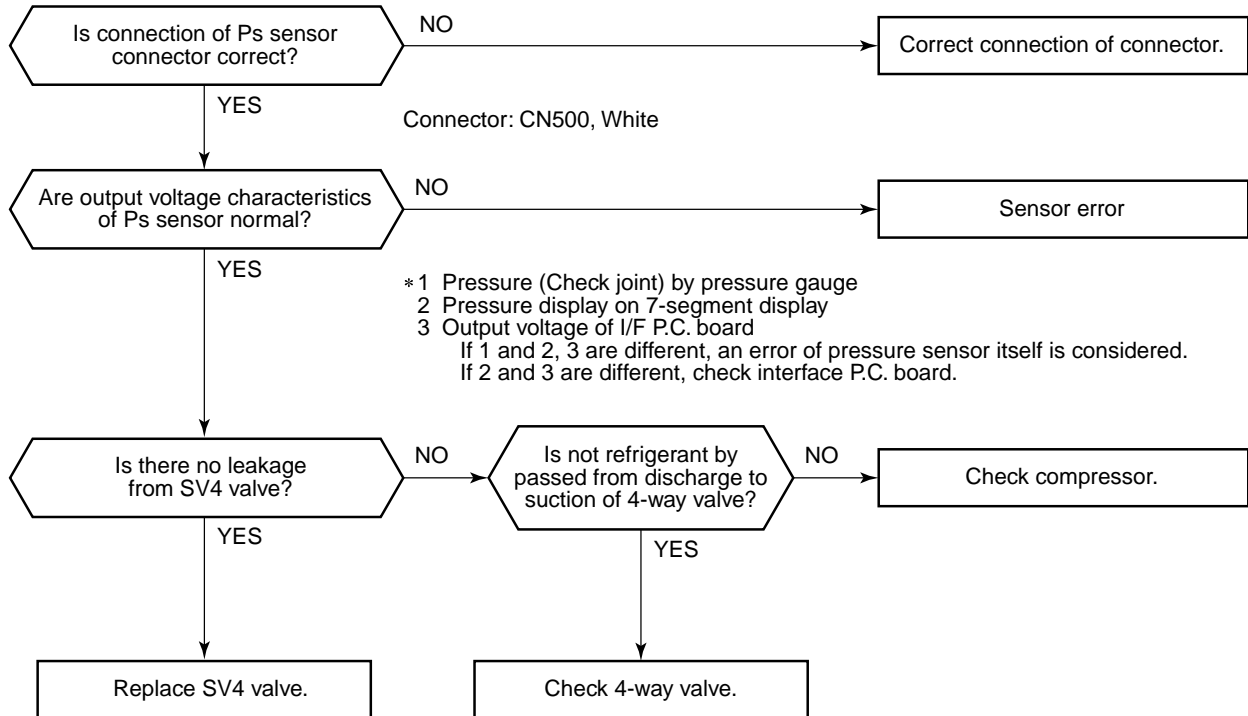 Is connection of Ps sensor
connector correct?
NO
Correct connection of connector.
YES
Connector: CN500, White
Are output voltage characteristics
of Ps sensor normal?
NO
Sensor error
YES
*1 Pressure (Check joint) by pressure gauge
2 Pressure display on 7-segment display
3 Output voltage of I/F P.C. board
If 1 and 2, 3 are different, an error of pressure sensor itself is considered.
If 2 and 3 are different, check interface P.C. board.
Is there no leakage
from SV4 valve?
NO
Is not refrigerant by
passed from discharge to
suction of 4-way valve?
NO
Check compressor.
YES
YES
Replace SV4 valve.
Check 4-way valve.